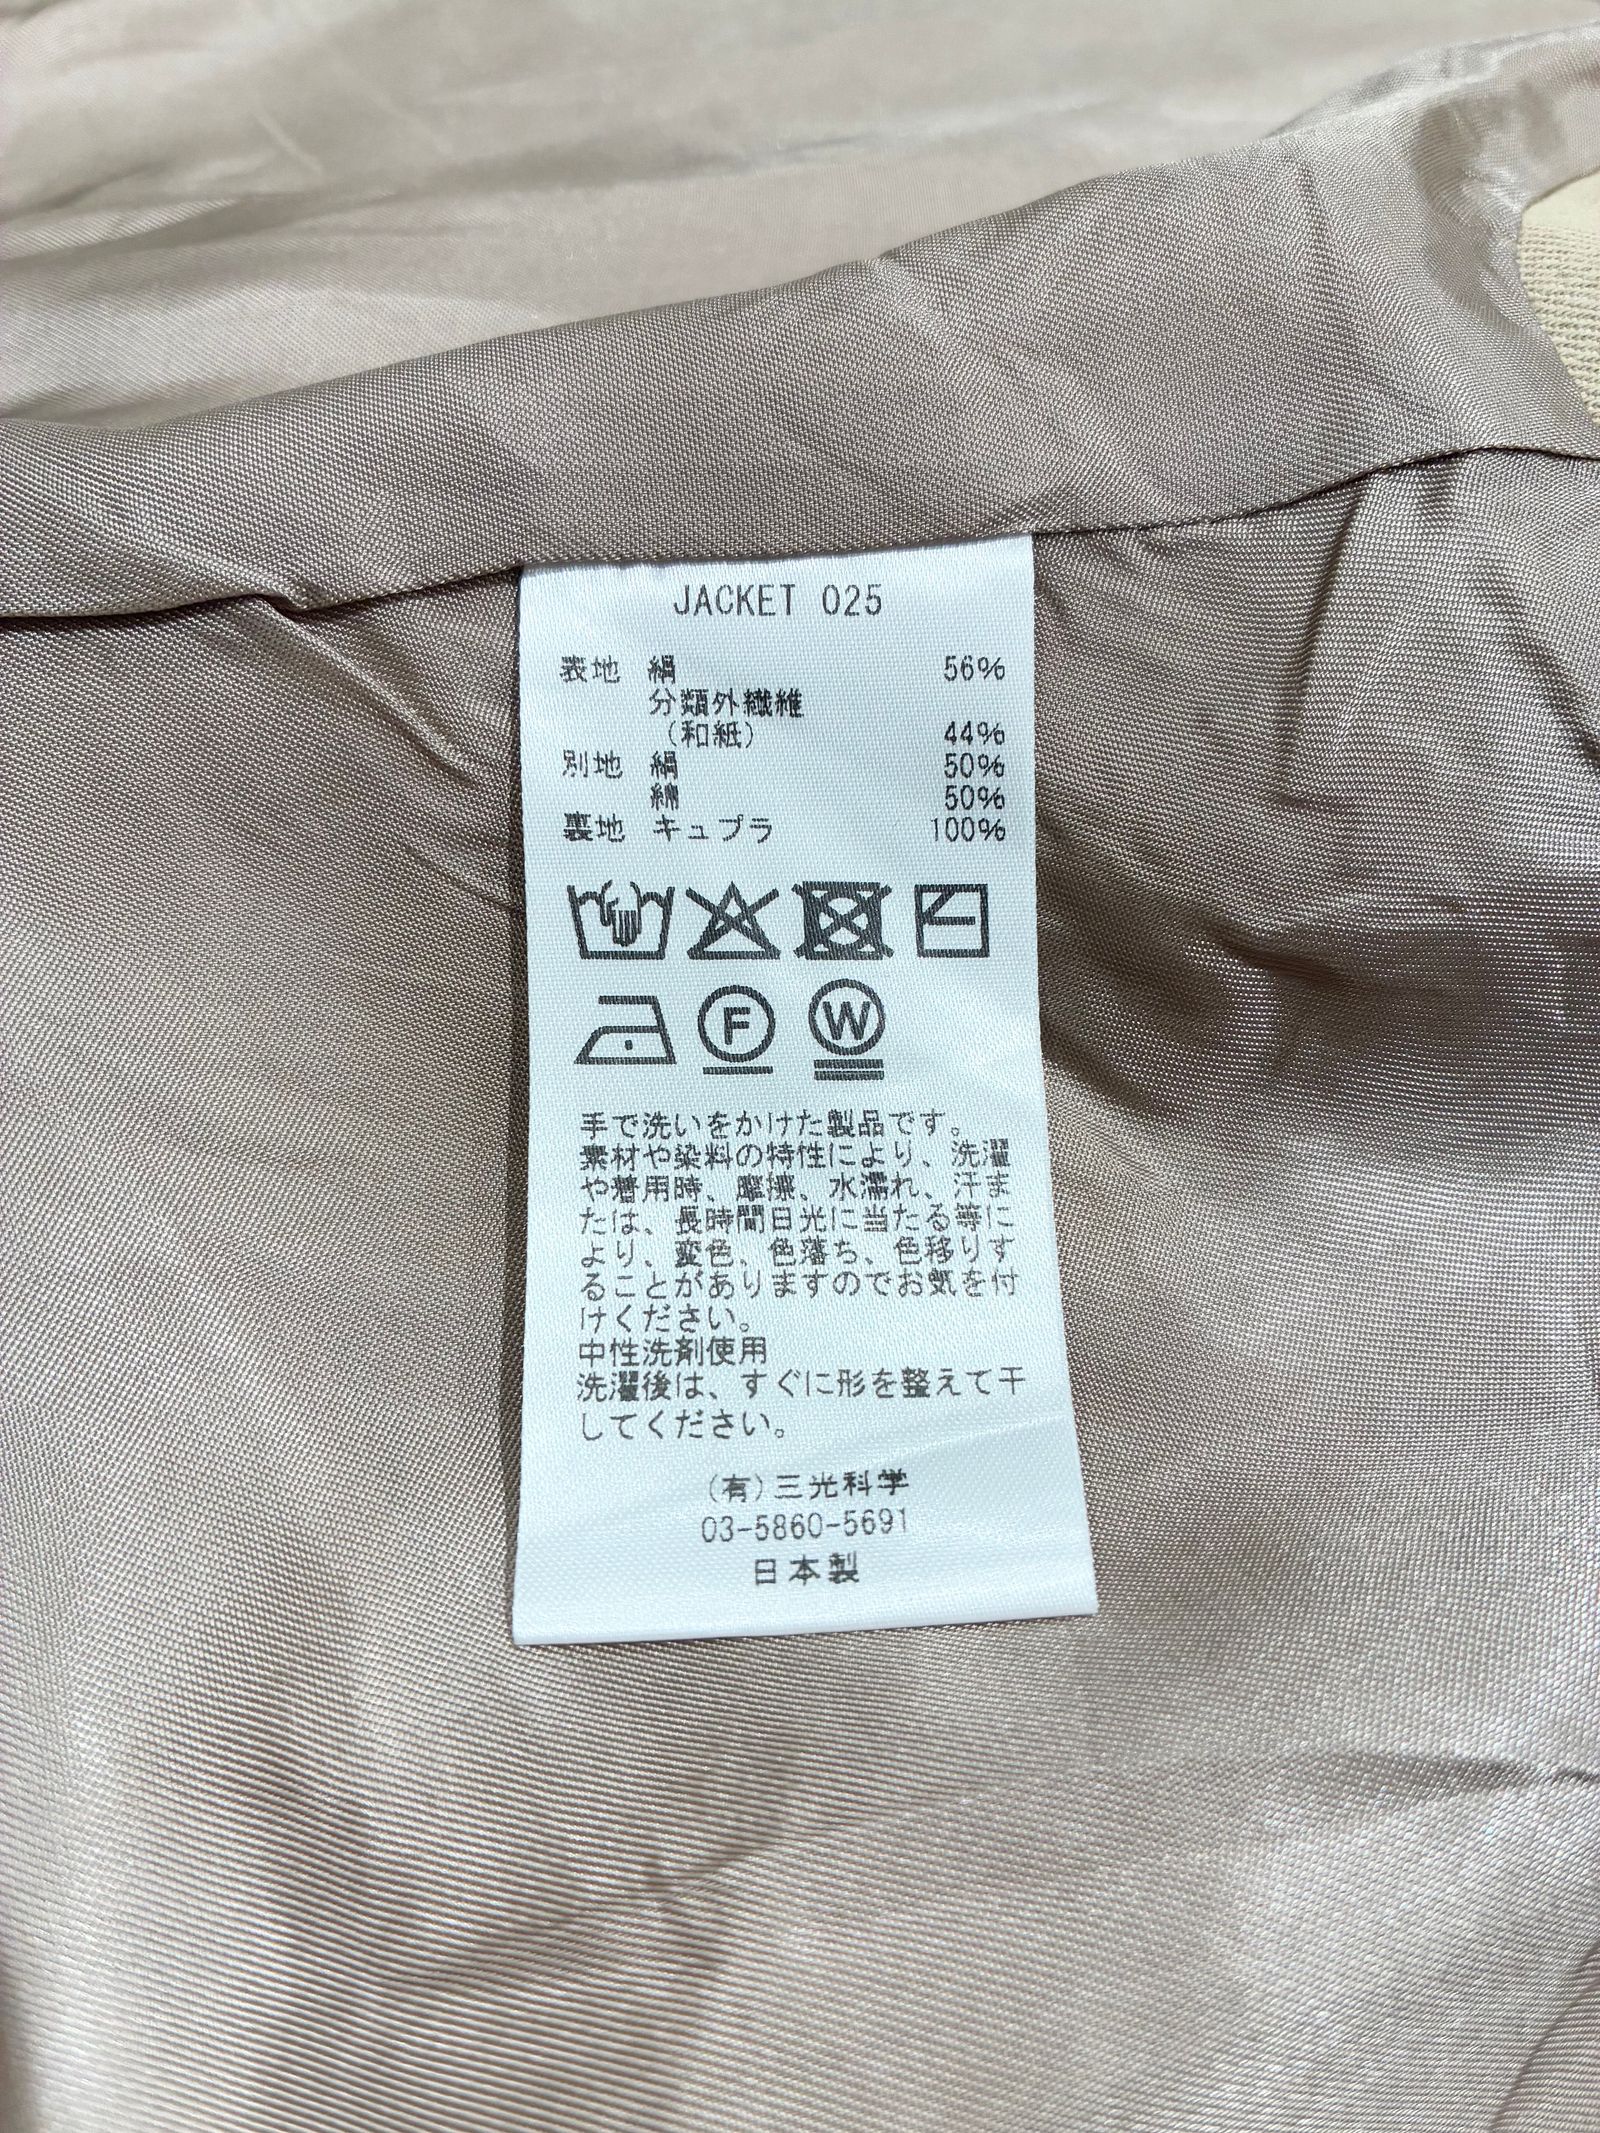 JACKET 025
表地 絹 56%
分類外繊維
(和紙) 44%
別地 絹 50%
綿 50%
裏地 キュプラ 100%
F W
手で洗いをかけた製品です。
素材や染料の特性により、洗濯
や着用時、摩擦、水濡れ、汗ま
たは、長時間日光に当たる等に
より、変色、色落ち、色移りす
ることがありますのでお気を付
けください。
中性洗剤使用
洗濯後は、すぐに形を整えて干
してください。
(有)三光科学
03-5860-5691
日本製